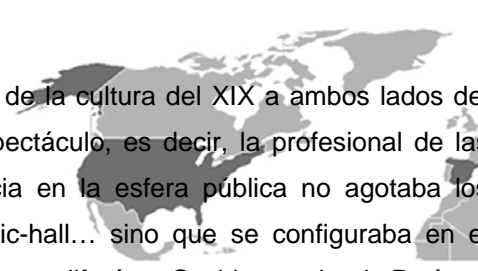 de la cultura del XIX a ambos lados de
pectáculo, es decir, la profesional de las
cia en la esfera pública no agotaba los
ic-hall… sino que se configuraba en e